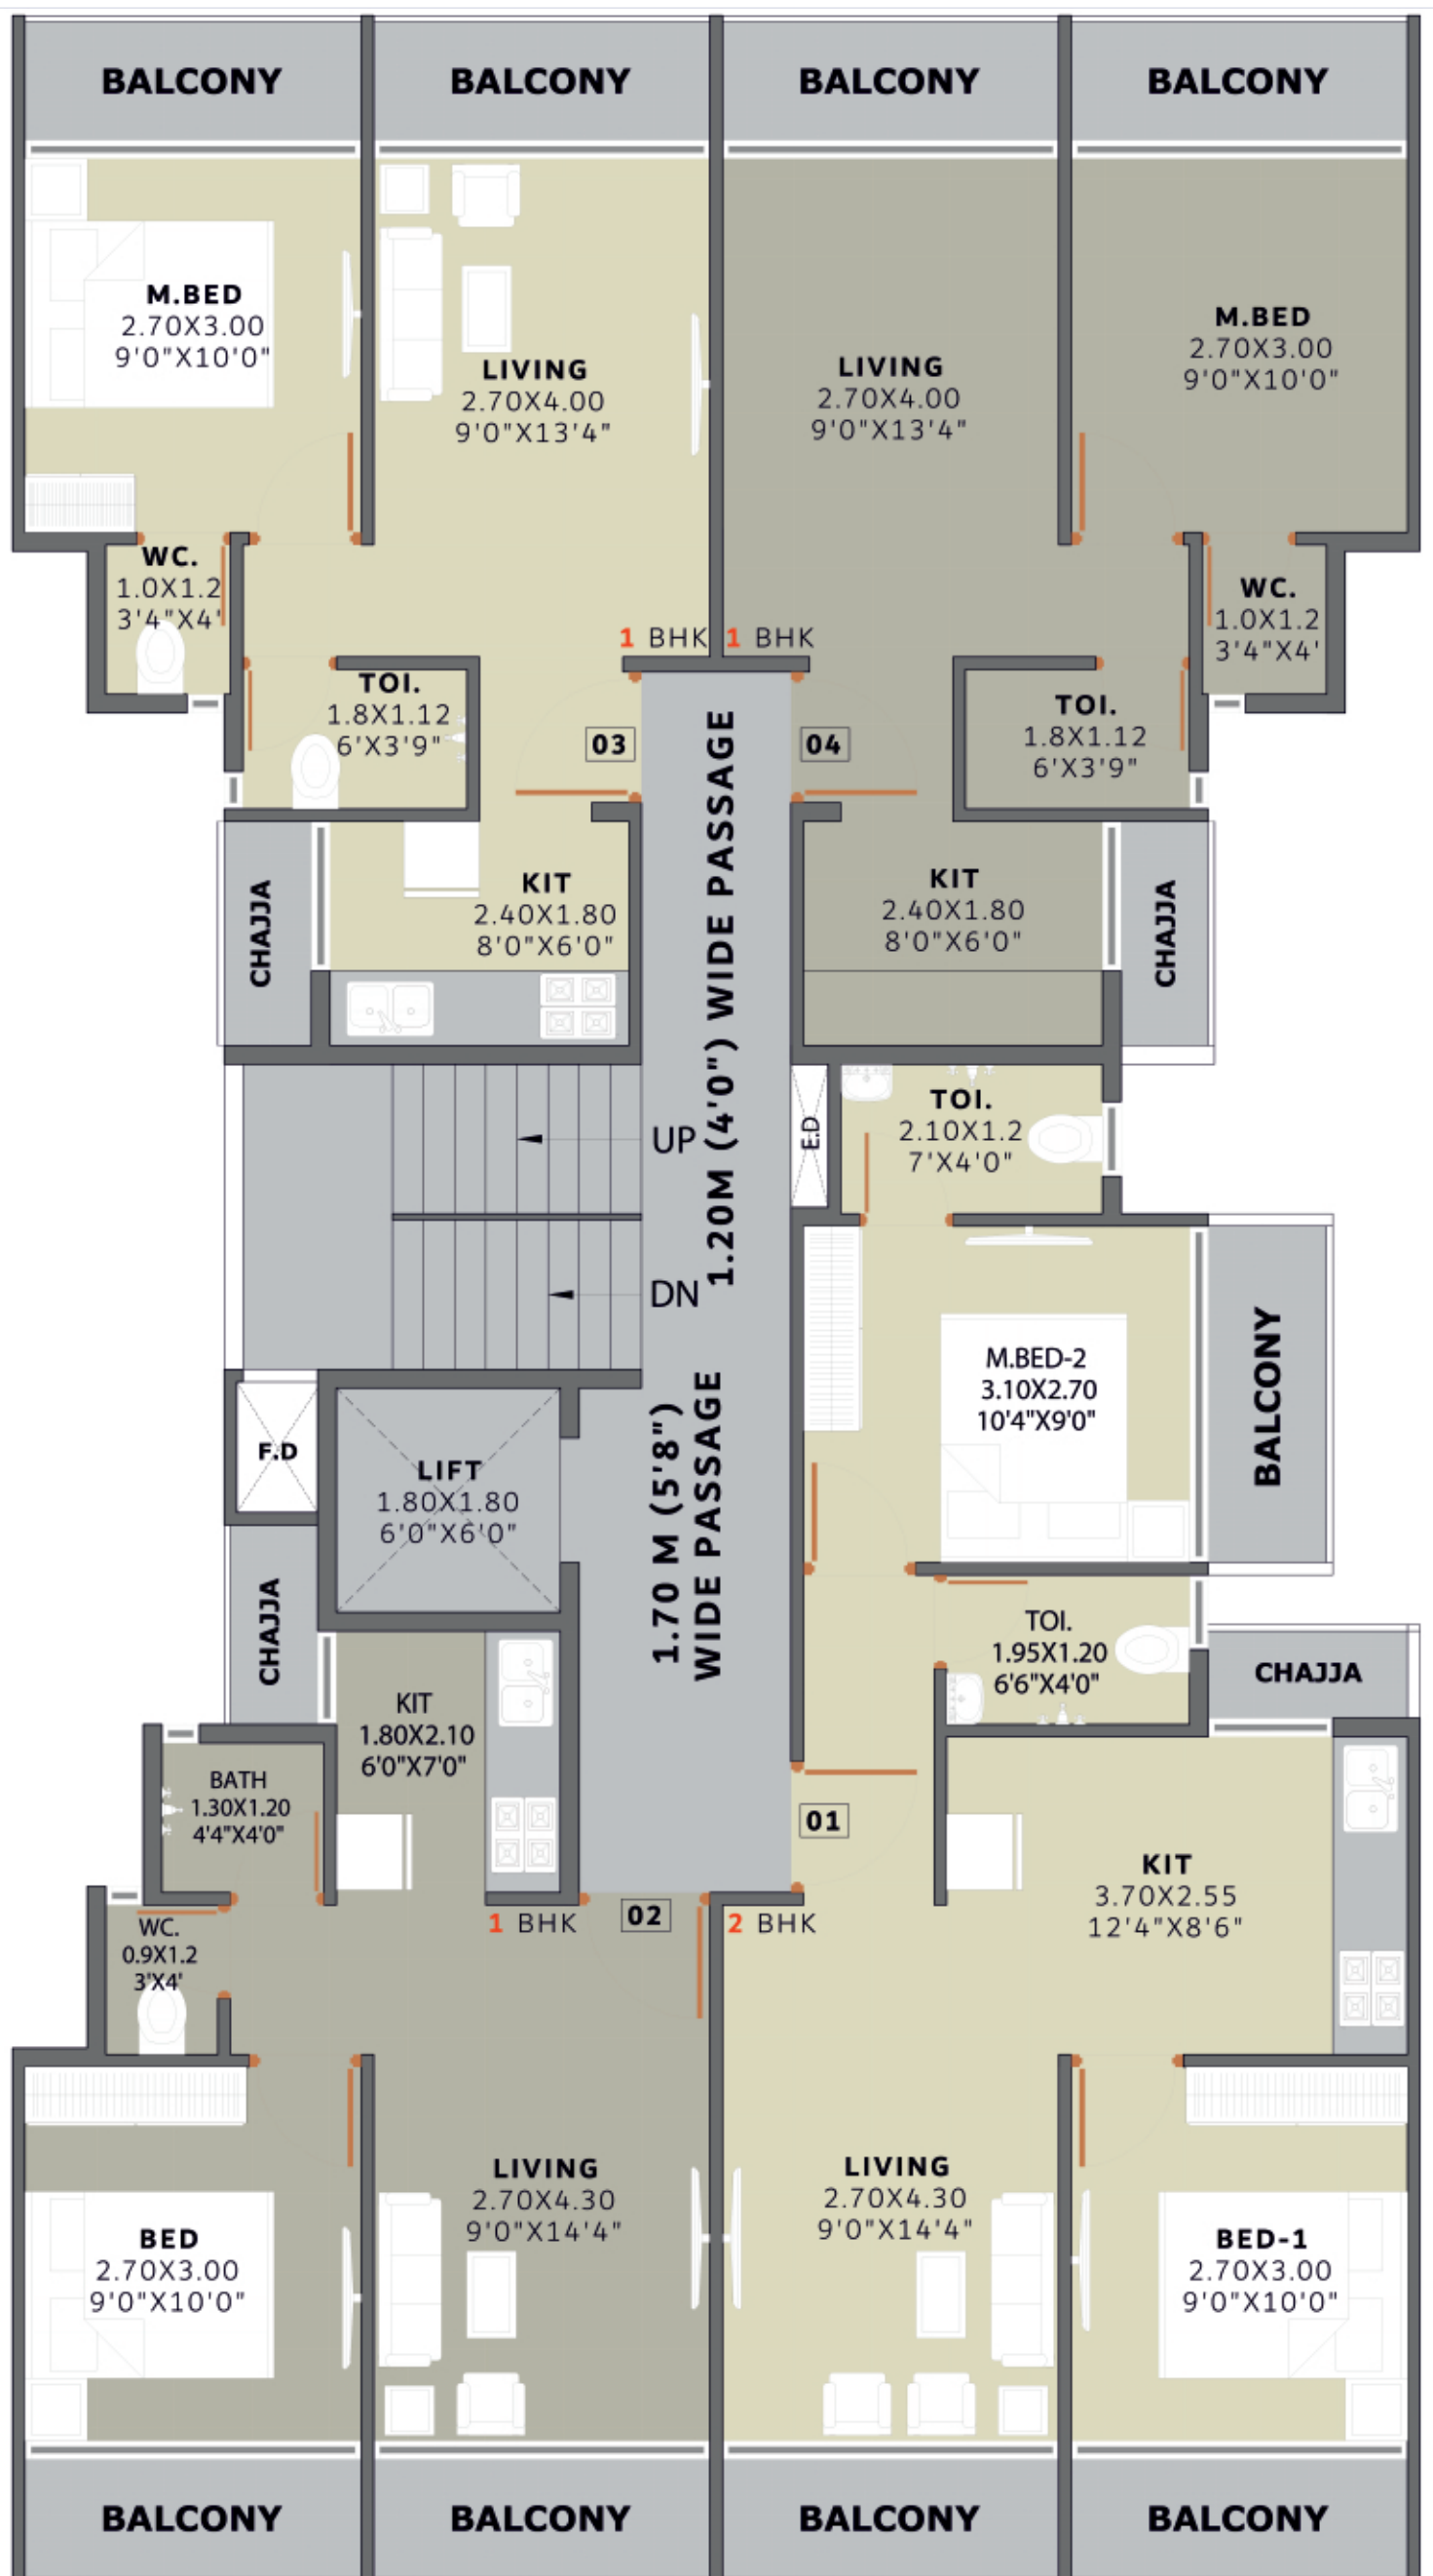 BALCONY
BALCONY
BALCONY
BALCONY
M.BED
2.70X3.00
9'0"X10'0"
LIVING
2.70X4.00
9'0"X13'4"
LIVING
2.70X4.00
9'0"X13'4"
M.BED
2.70X3.00
9'0"X10'0"
WC.
1.0X1.2
3'4"X4'
WC.
1.0X1.2
3'4"X4'
1 BHK
1 BHK
TOI.
1.8X1.12
6'X3'9"
03
04
TOI.
1.8X1.12
6'X3'9"
CHAJJA
KIT
2.40X1.80
8'0"X6'0"
1.20M (4'0") WIDE PASSAGE
KIT
2.40X1.80
8'0"X6'0"
CHAJJA
UP
E.D
TOI.
2.10X1.2
7'X4'0"
DN
M.BED-2
3.10X2.70
10'4"X9'0"
BALCONY
F.D
LIFT
1.80X1.80
6'0"X6'0"
1.70 M (5'8")
WIDE PASSAGE
CHAJJA
TOI.
1.95X1.20
6'6"X4'0"
CHAJJA
KIT
1.80X2.10
6'0"X7'0"
BATH
1.30X1.20
4'4"X4'0"
01
KIT
3.70X2.55
12'4"X8'6"
WC.
0.9X1.2
3'X4'
1 BHK
02
2 BHK
LIVING
2.70X4.30
9'0"X14'4"
LIVING
2.70X4.30
9'0"X14'4"
BED
2.70X3.00
9'0"X10'0"
BED-1
2.70X3.00
9'0"X10'0"
BALCONY
BALCONY
BALCONY
BALCONY